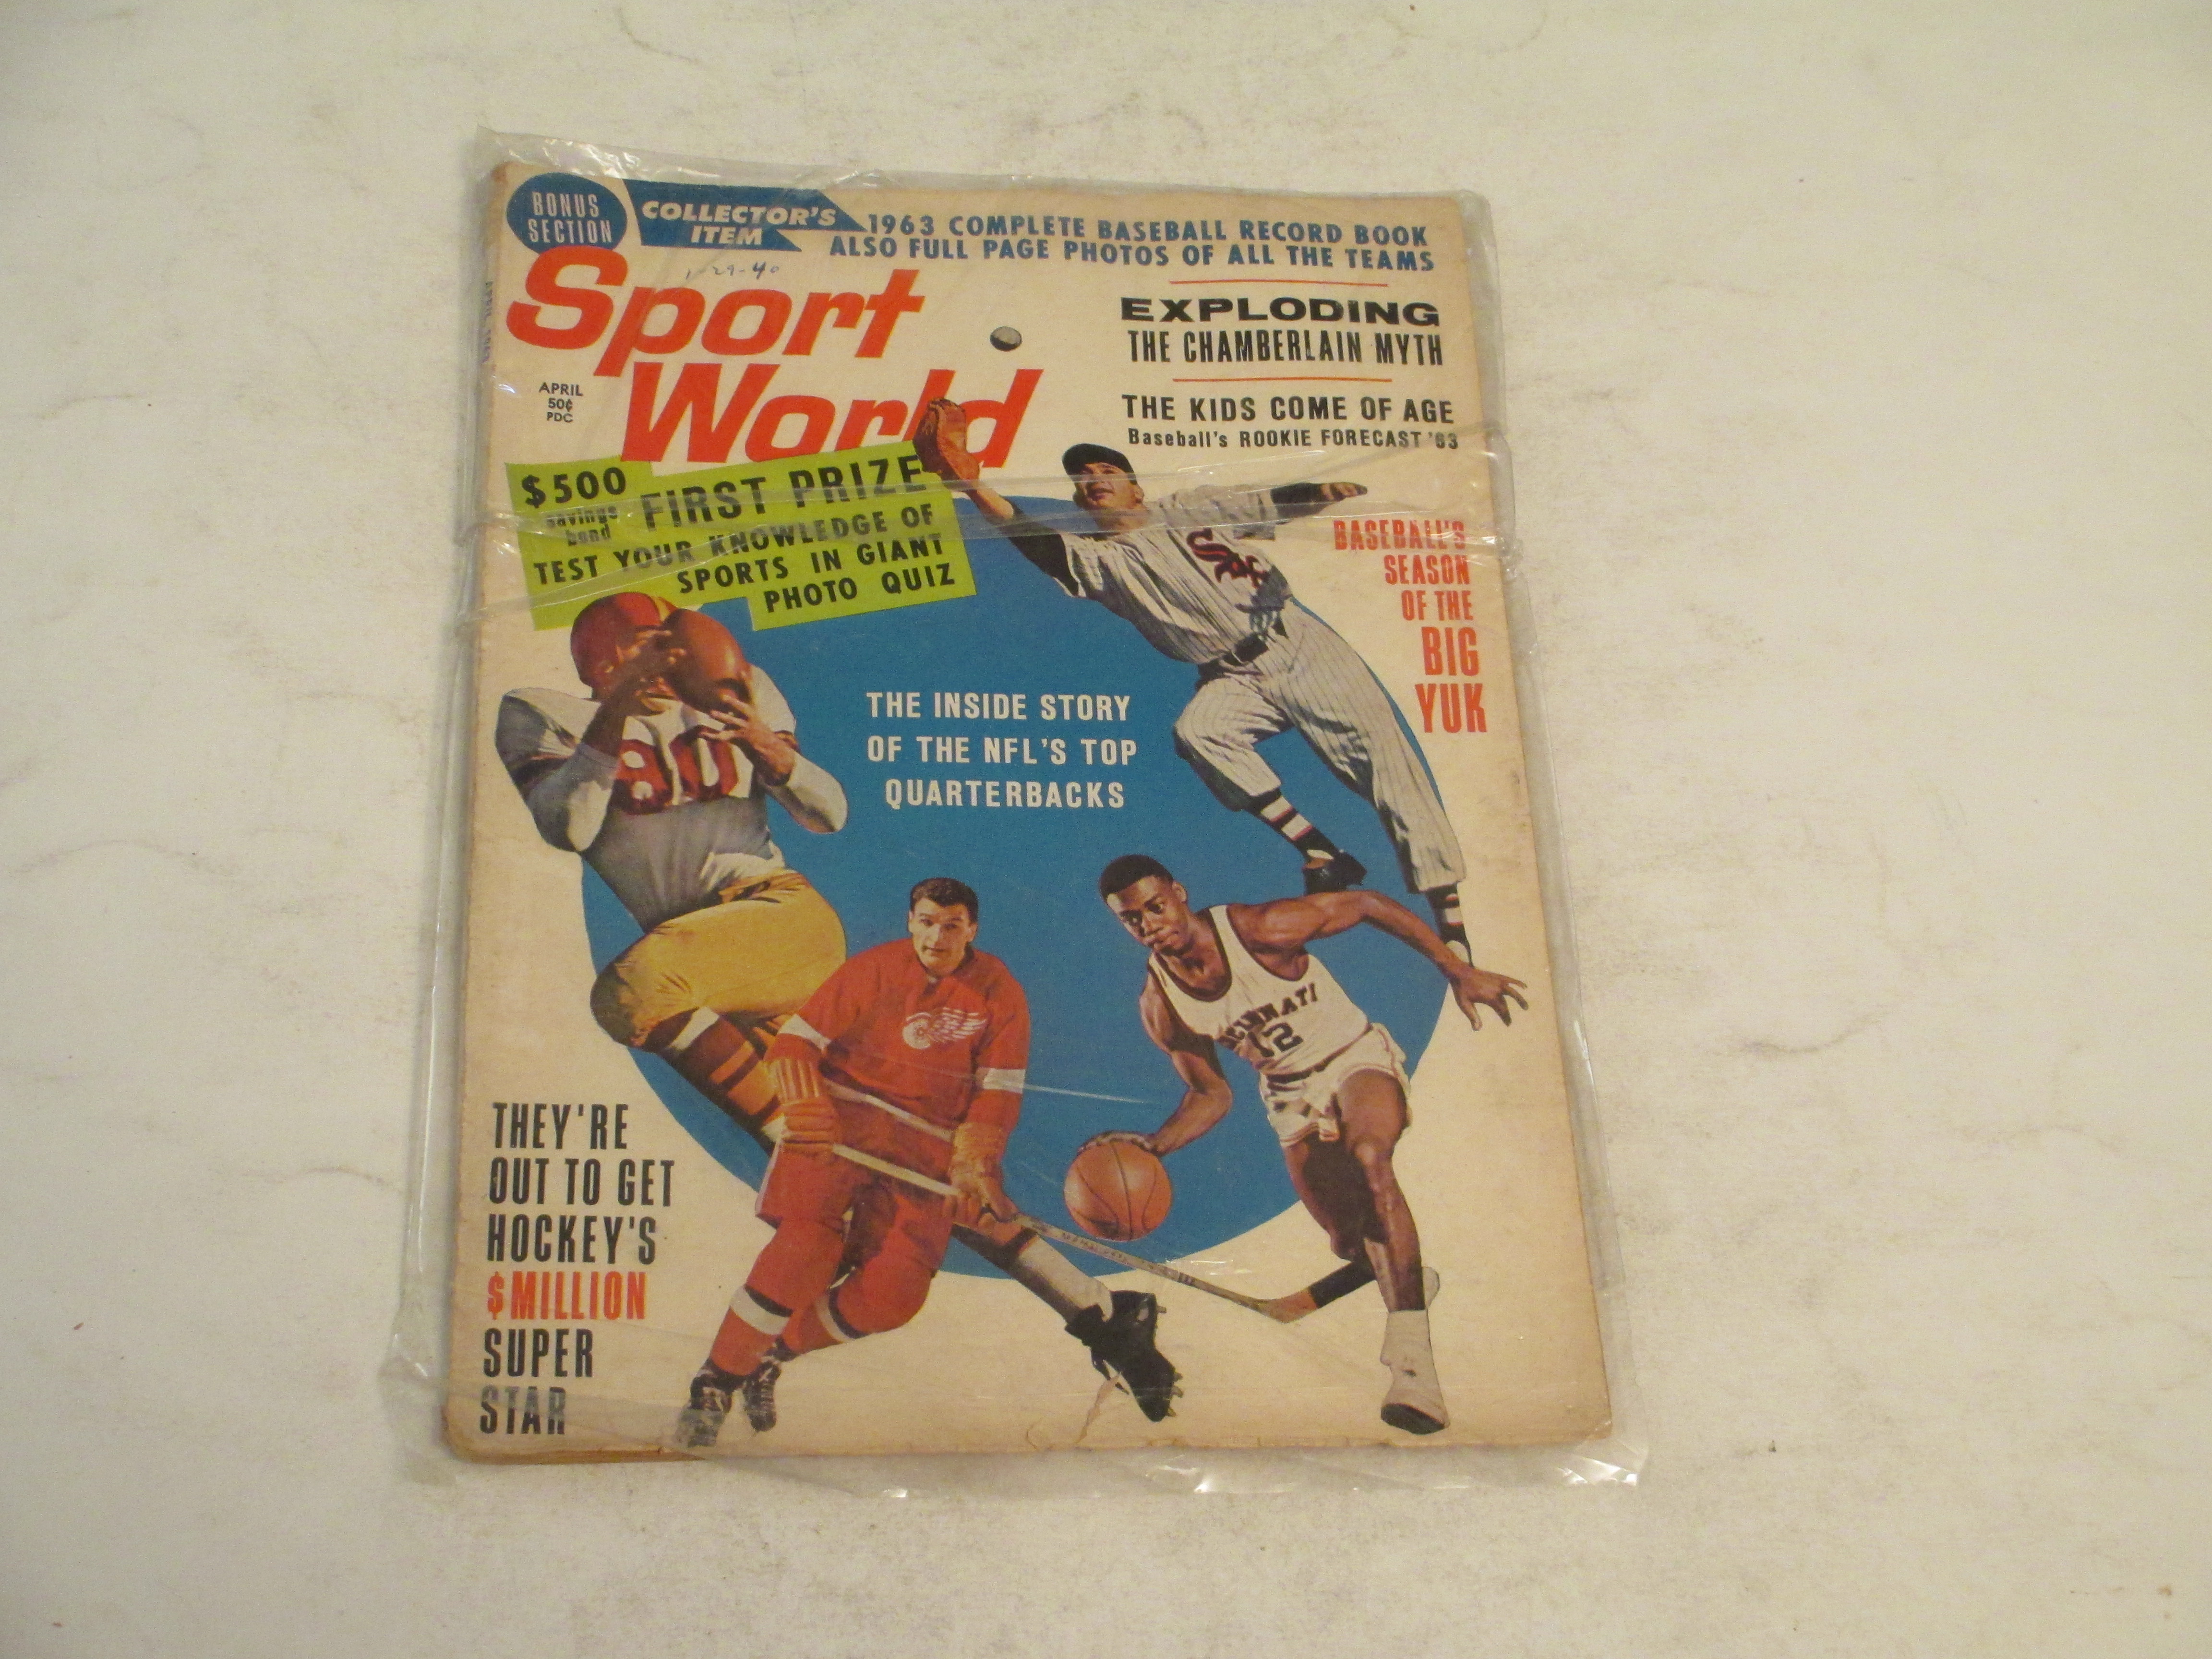 BONUS
SECTION
COLLECTOR'S
ITEM
1963 COMPLETE BASEBALL RECORD BOOK
ALSO FULL PAGE PHOTOS OF ALL THE TEAMS
Sport
World
APRIL
50¢
PDC
EXPLODING
THE CHAMBERLAIN MYTH
THE KIDS COME OF AGE
Baseball's ROOKIE FORECAST '63
$500
savings
bond
FIRST PRIZE
TEST YOUR KNOWLEDGE OF
SPORTS IN GIANT
PHOTO QUIZ
BASEBALL'S
SEASON
OF THE
BIG
YUK
Sox
80
THE INSIDE STORY
OF THE NFL'S TOP
QUARTERBACKS
CINCINNATI
12
THEY'RE
OUT TO GET
HOCKEY'S
$MILLION
SUPER
STAR